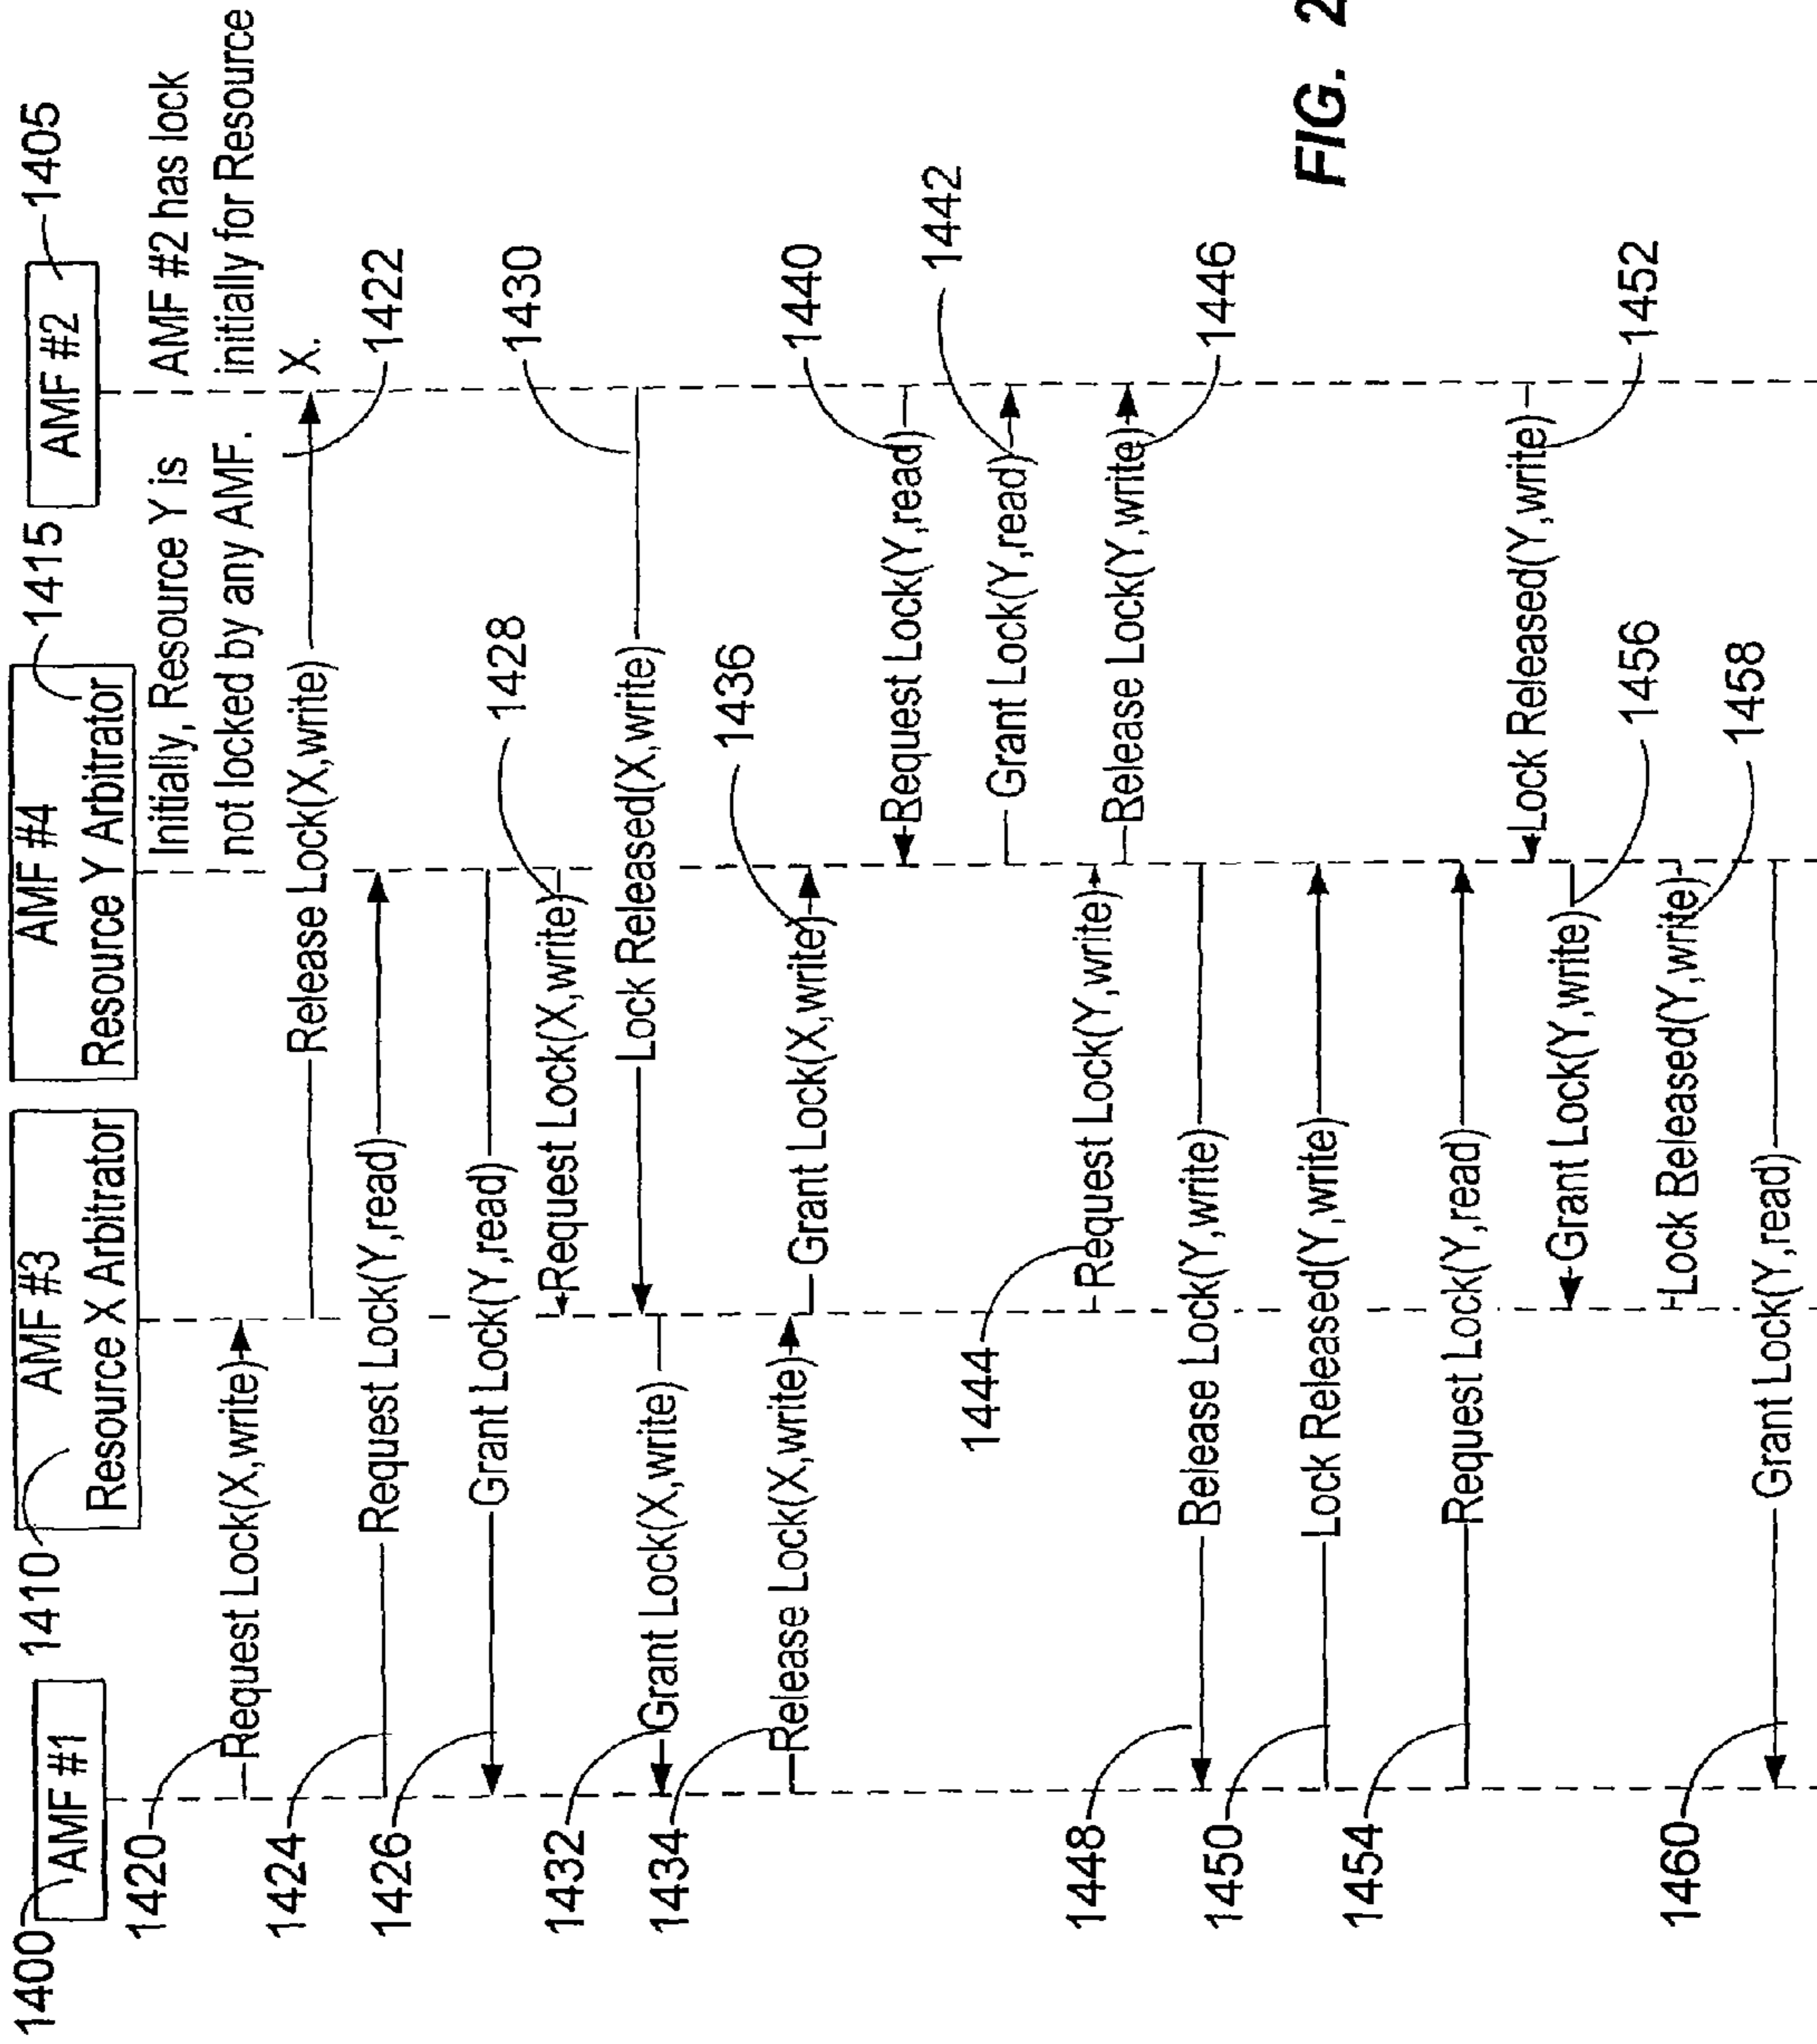 1400
AMF #1
1410
AMF #3
Resource X Arbitrator
AMF #4
Resource Y Arbitrator
1415
AMF #2
1405
Initially, Resource Y is
not locked by any AMF.
AMF #2 has lock
initially for Resource
X.
1420
Request Lock(X,write)
Release Lock(X,write)
1422
1424
Request Lock(Y,read)
1426
Grant Lock(Y,read)
1428
Request Lock(X,write)
1430
Lock Released(X,write)
1432
Grant Lock(X,write)
1434
Release Lock(X,write)
1436
Grant Lock(X,write)
1440
Request Lock(Y,read)
1442
Grant Lock(Y,read)
1444
Request Lock(Y,write)
1446
Release Lock(Y,write)
1448
Release Lock(Y,write)
1450
Lock Released(Y,write)
1454
Request Lock(Y,read)
1452
Lock Released(Y,write)
1456
Grant Lock(Y,write)
1458
Lock Released(Y,write)
1460
Grant Lock(Y,read)
FIG. 2